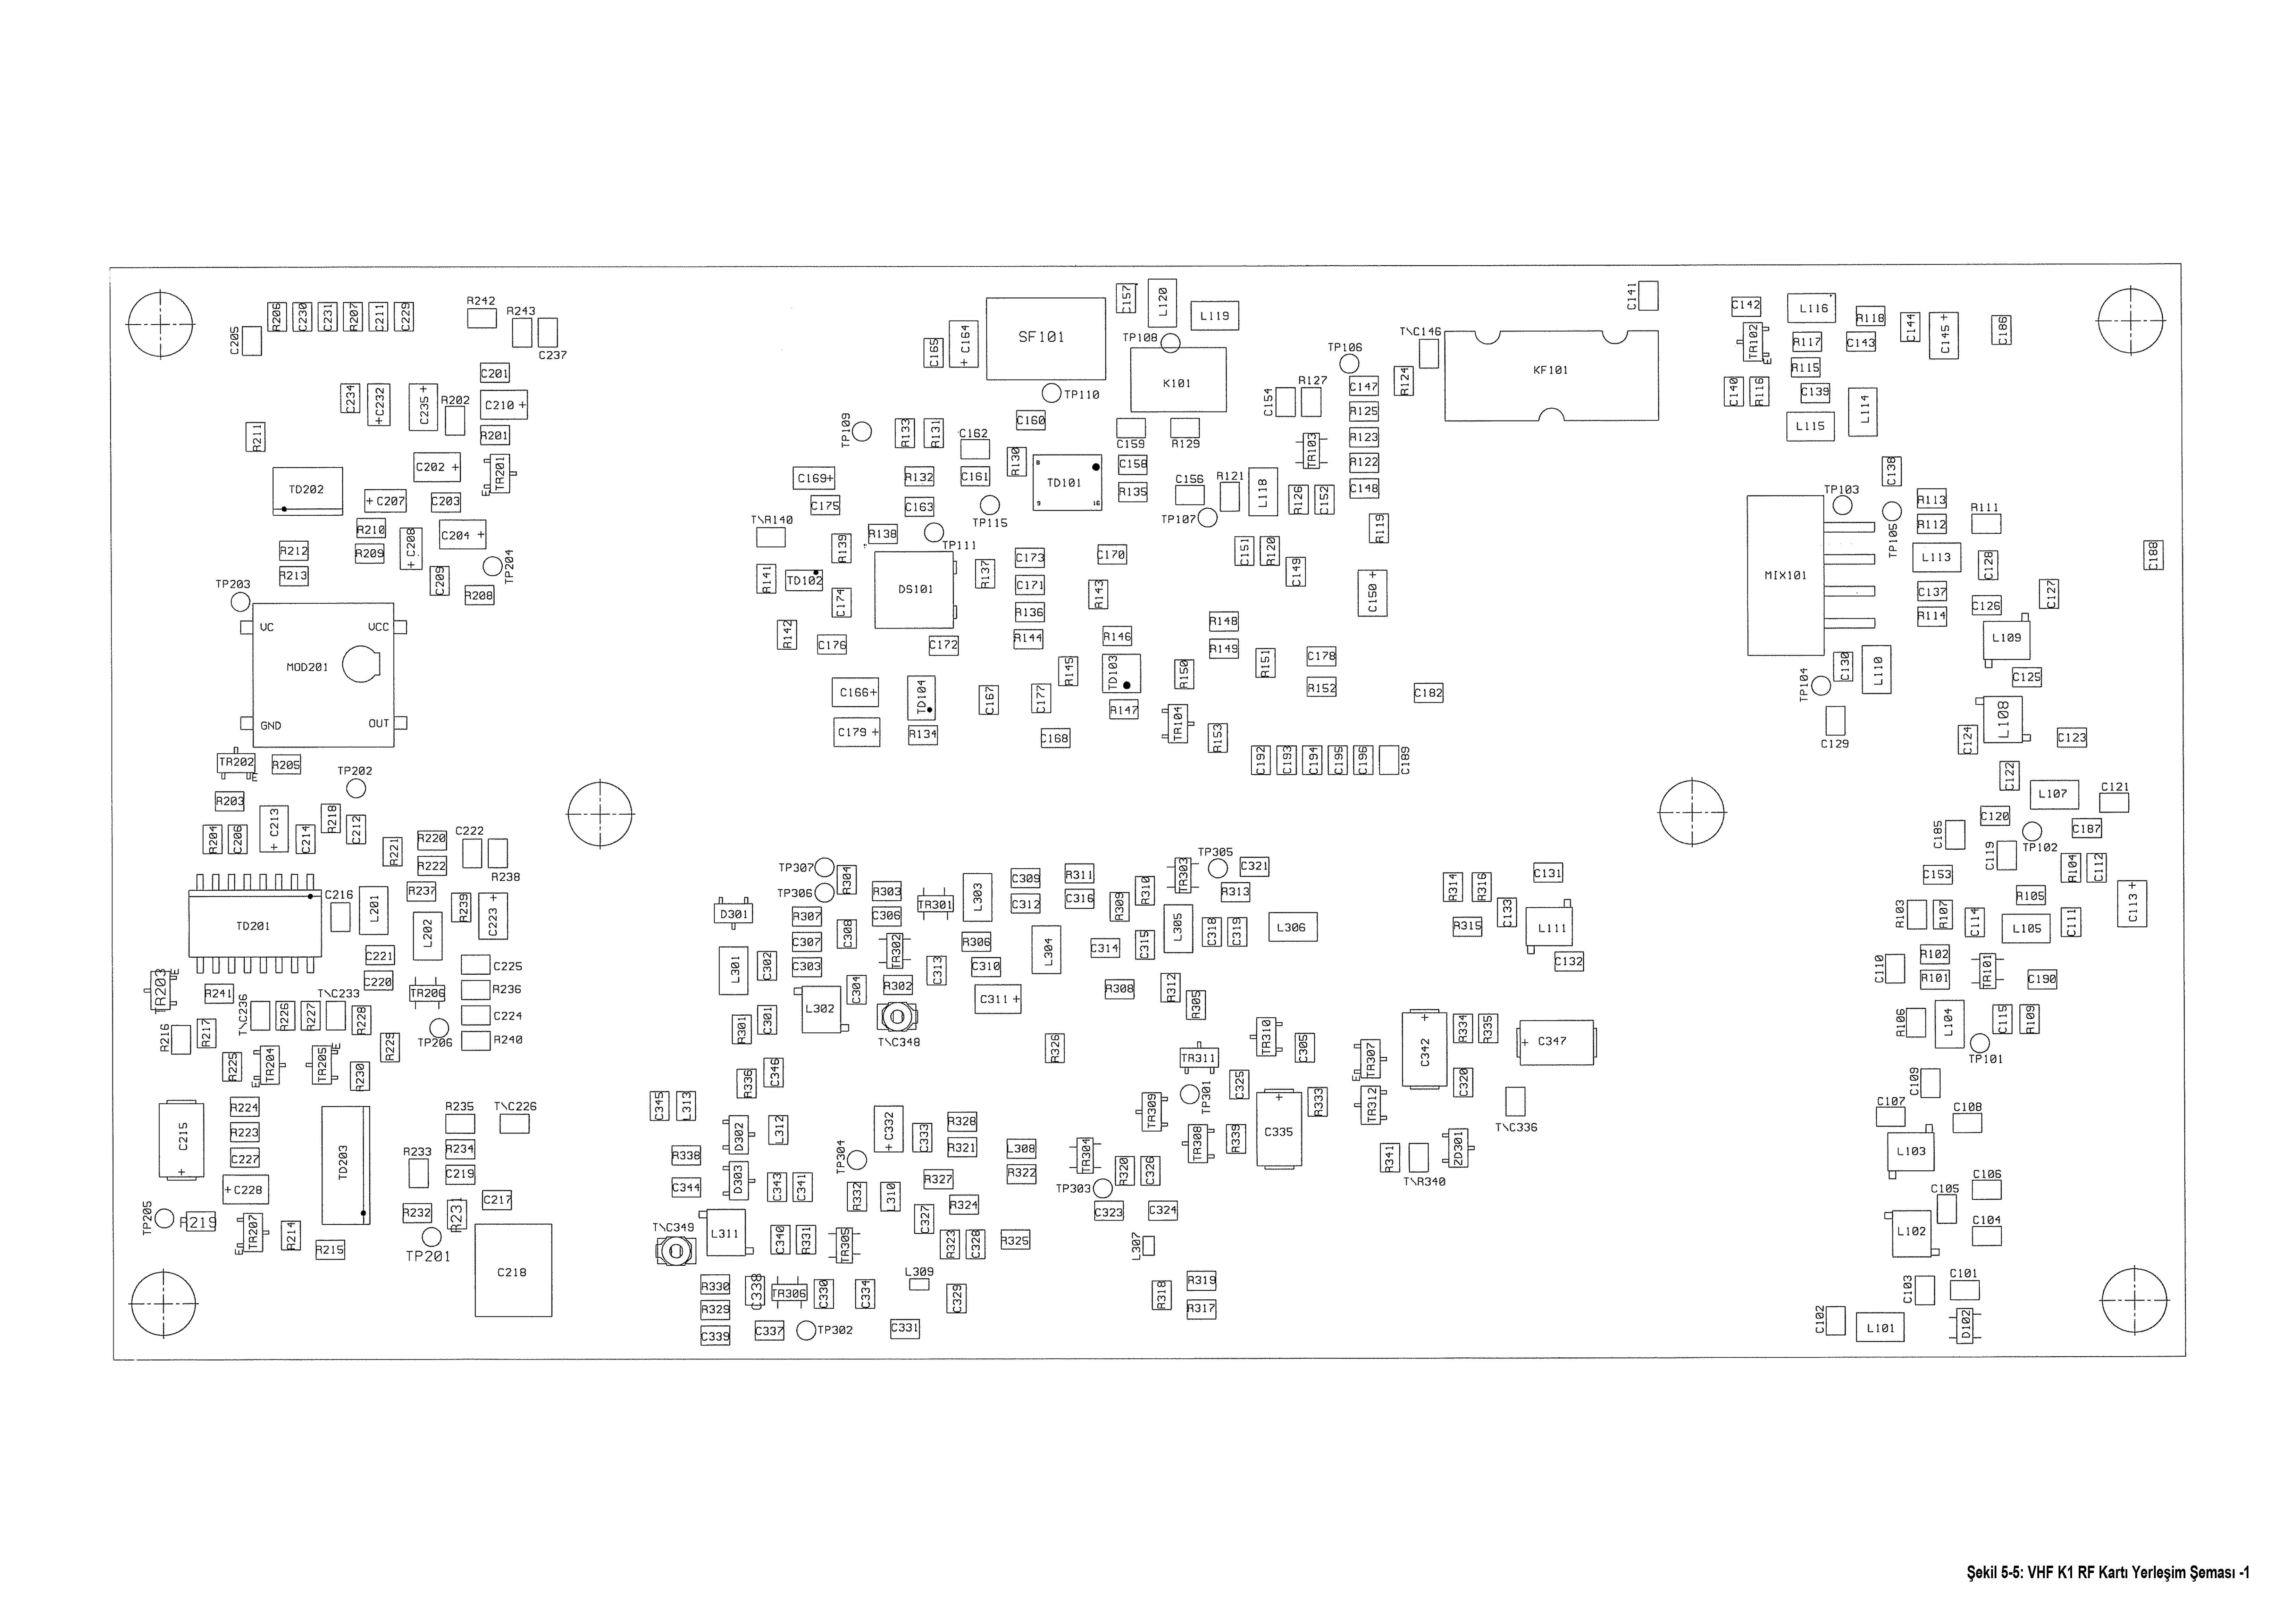 R206
C230
C231
R207
C211
C229
R242
R243
C237
C205
C201
C234
+C232
C235 +
R202
C210 +
R201
R211
C202 +
TR201
E
TD202
+ C207
C203
R210
R209
+ C208
C204 +
TP204
R212
R213
C209
R208
TP203
VC
VCC
MOD201
GND
OUT
TR202
E
R205
TP202
R203
R204
C206
+ C213
C214
R218
C212
R221
R220
R222
C222
R238
R237
R239
C223 +
C216
L201
L202
TD201
C221
C220
C225
R236
C224
R240
TR206
TP206
TR203
E
R241
T\C236
R226
R227
T\C233
R228
R229
R216
R217
R225
TR204
E
TR205
E
R230
C215
+
R224
R223
C227
+C228
TD203
R235
T\C226
R234
C219
R233
C217
R232
R231
TP201
C218
TP205
R219
TR207
E
R214
R215
C157
L120
L119
SF101
C165
+ C164
TP108
K101
TP110
TP106
T\C146
C141
KF101
C154
R127
C147
R124
R125
R123
R122
C148
TR103
TP109
R133
R131
C162
C160
C159
R129
C161
R130
8
TD101
9
16
C158
R135
C156
R121
L118
R126
C152
C169+
C175
R132
C163
TP115
TP107
R119
T\R140
R139
R138
TP111
C151
R120
C149
C150 +
R141
TD102
C174
DS101
R137
C173
C171
R136
C170
R143
R142
C176
C172
R144
R146
R148
R149
R145
TD103
R150
R151
C178
R152
C166+
TD104
C167
C177
R147
TR104
C182
C179 +
R134
C168
R153
C192
C193
C194
C195
C196
C189
C142
L116
R118
C144
C145 +
C186
TR102
E
R117
C143
R115
C140
R116
C139
L115
L114
C138
TP103
TP105
R113
R112
R111
MIX101
L113
C128
C188
C137
R114
C126
C127
L109
C130
L110
TP104
C125
C129
L108
C124
C123
C122
L107
C121
C120
C187
C185
TP102
C119
R104
C112
C153
R105
C113 +
R103
R107
C114
L105
C111
R102
R101
C110
TR101
C190
R106
L104
C115
R109
TP101
C109
C107
C108
L103
C106
C105
L102
C104
C103
C101
C102
L101
D102
TP307
TP306
R304
R303
C306
TR301
L303
C309
C312
R311
C316
R309
R310
TR303
TP305
C321
R313
D301
R307
C307
C303
C308
TR302
R306
C310
L304
C314
C315
L305
C318
C319
L306
L301
C302
C304
R302
C313
C311 +
R308
R312
R305
L302
R301
C301
T\C348
R326
R314
R316
C131
R315
C133
L111
C132
TR310
C305
TR311
TP301
C325
TR307
E
TR312
+ C342
R334
R335
+ C347
C320
T\C336
R336
C346
C345
L313
D302
L312
D303
R338
C344
C343
C341
TP304
C332
+
C333
R328
R321
R327
L308
R322
TR304
TR309
TR308
R339
+ C335
R333
R320
C326
TP303
C323
C324
R341
T\R340
ZD301
R332
L310
C327
R324
R323
C328
R325
L307
T\C349
L311
C340
R331
TR305
R330
R329
C339
C338
TR306
C330
C334
L309
C329
C337
TP302
C331
R318
R319
R317
Şekil 5-5: VHF K1 RF Kartı Yerleşim Şeması -1